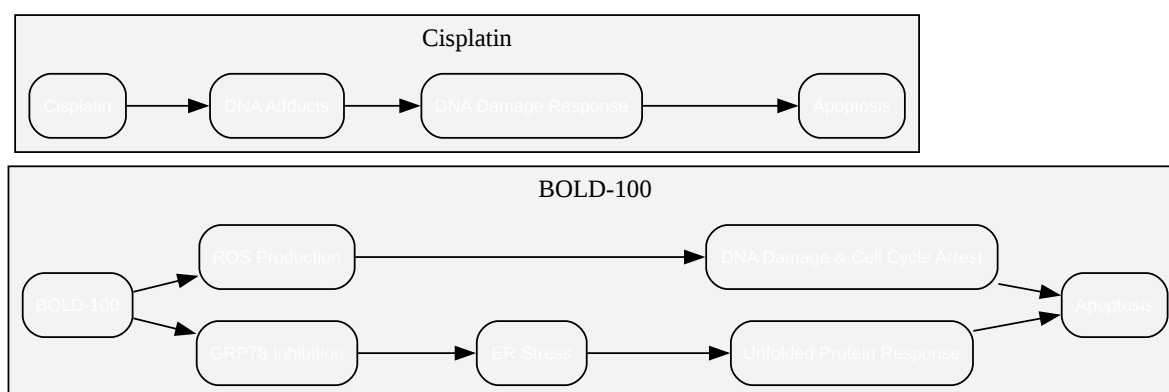 Cisplatin
Cisplatin
DNA Adducts
DNA Damage Response
Apoptosis
BOLD-100
ROS Production
DNA Damage & Cell Cycle Arrest
BOLD-100
Apoptosis
GRP78 Inhibition
ER Stress
Unfolded Protein Response